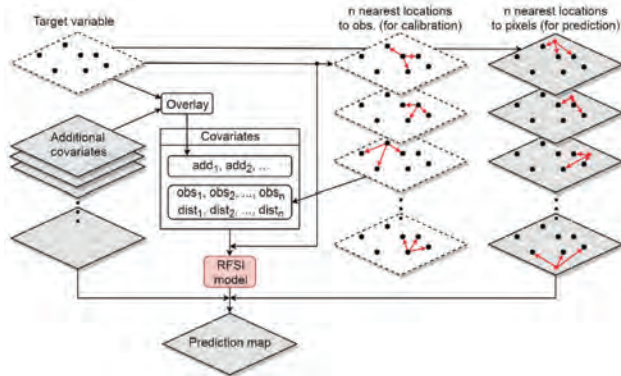 Target variable
n nearest locations
to obs. (for calibration)
n nearest locations
to pixels (for prediction)
Overlay
Additional
covariates
Covariates
add1, add2, ...
obs1, obs2, ..., obsn
dist1, dist2, ..., distn
RFSI
model
Prediction map